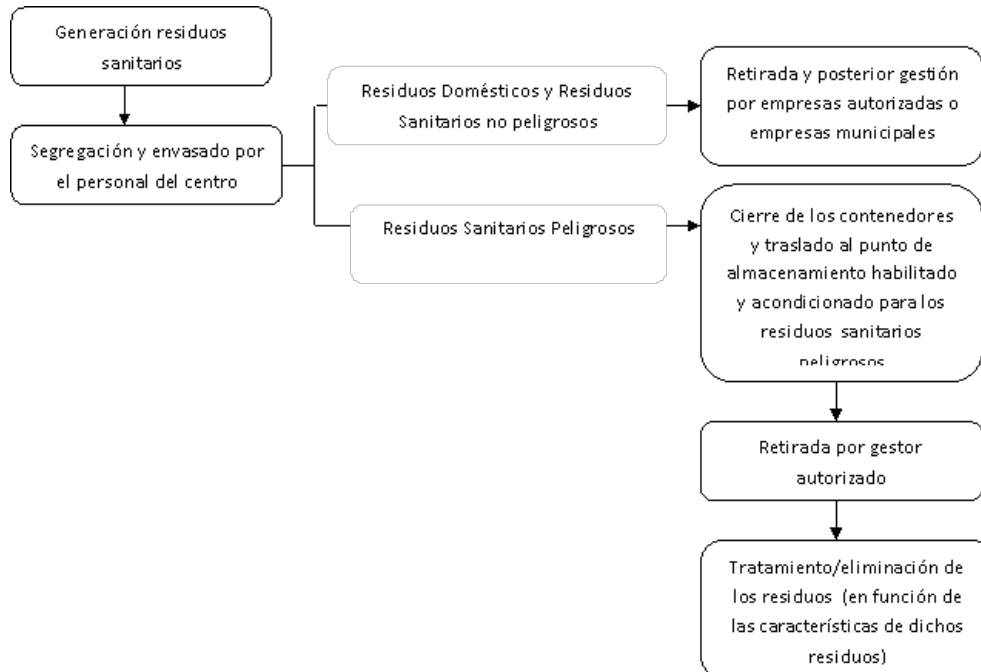 Generación residuos
sanitarios
Segregación y envasado por
el personal del centro
Residuos Domésticos y Residuos
Sanitarios no peligrosos
Retirada y posterior gestión
por empresas autorizadas o
empresas municipales
Residuos Sanitarios Peligrosos
Cierre de los contenedores
y traslado al punto de
almacenamiento habilitado
y acondicionado para los
residuos sanitarios
peligrosos
Retirada por gestor
autorizado
Tratamiento/eliminación de
los residuos (en función de
las características de dichos
residuos)